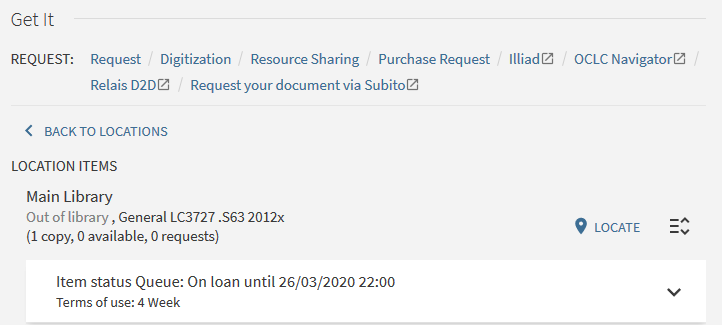 Get It
REQUEST: Request / Digitization / Resource Sharing / Purchase Request / Illiad / OCLC Navigator /
Relais D2D / Request your document via Subito
BACK TO LOCATIONS
LOCATION ITEMS
Main Library
Out of library , General LC3727 .S63 2012x
(1 copy, 0 available, 0 requests)
LOCATE
Item status Queue: On loan until 26/03/2020 22:00
Terms of use: 4 Week